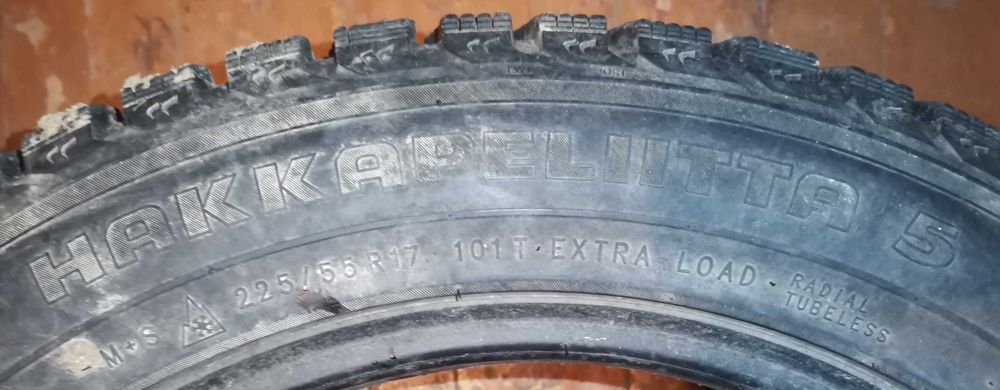 HAKKAPELIITTA 5
- M+S 225/55 R17 101T · EXTRA LOAD · RADIAL
TUBELESS